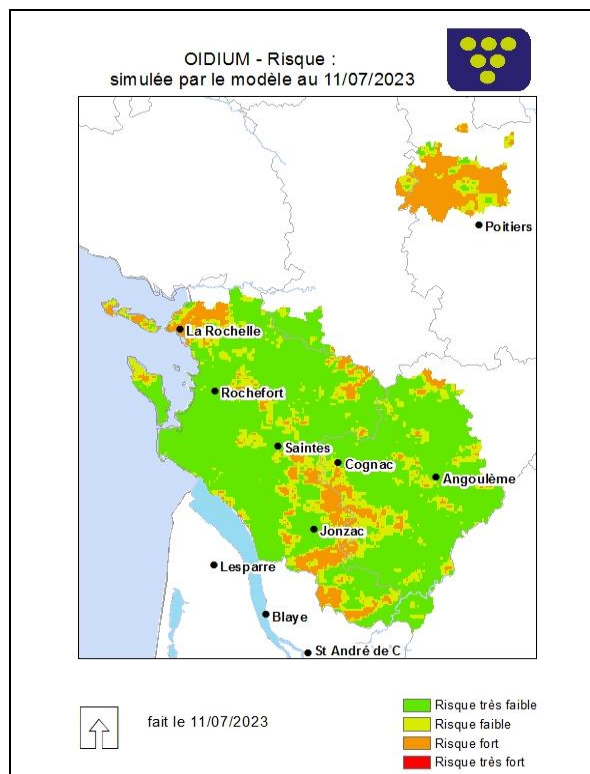 OIDIUM - Risque :
simulée par le modèle au 11/07/2023
Poitiers
La Rochelle
Rochefort
Saintes
Cognac
Angoulême
Jonzac
Lesparre
Blaye
St André de C
fait le 11/07/2023
Risque très faible
Risque faible
Risque fort
Risque très fort